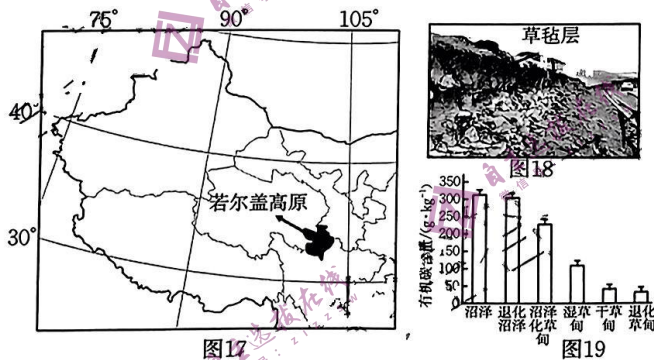 75°
90°
105°
40°
30°
若尔盖高原
图17
草毡层
图18
有机碳含量/(g·kg⁻¹)
350
300
250
200
150
100
50
0
沼泽
退化沼泽
沼泽化草甸
湿草甸
干草甸
退化草甸
图19